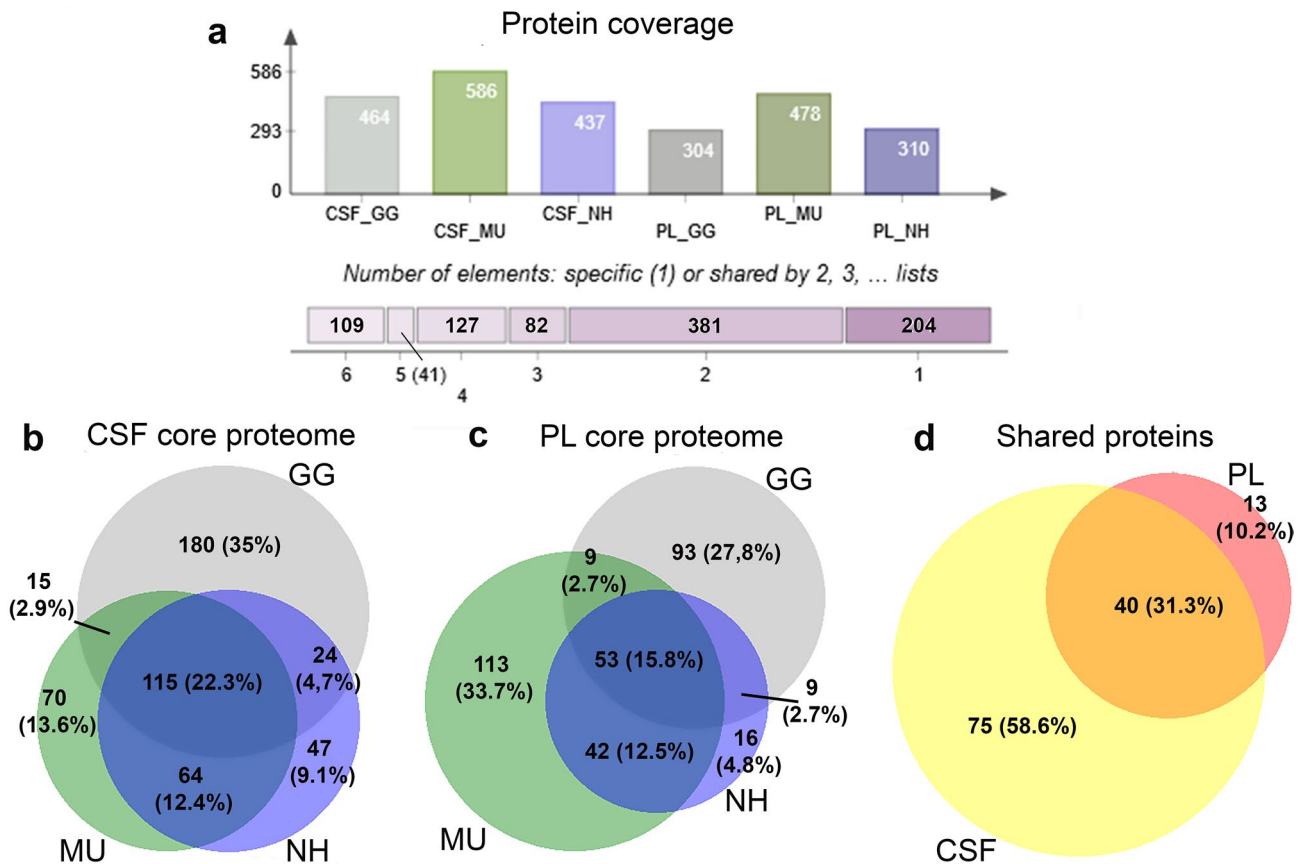 a
Protein coverage
586
293
0
464
586
437
304
478
310
CSF_GG
CSF_MU
CSF_NH
PL_GG
PL_MU
PL_NH
Number of elements: specific (1) or shared by 2, 3, ... lists
109
127
82
381
204
6
5 (41)
4
3
2
1
b
CSF core proteome
GG
180 (35%)
15
(2.9%)
115 (22.3%)
24
(4,7%)
70
(13.6%)
47
(9.1%)
64
(12.4%)
MU
NH
c
PL core proteome
GG
9
(2.7%)
93 (27,8%)
113
(33.7%)
53 (15.8%)
9
(2.7%)
42 (12.5%)
16
(4.8%)
NH
MU
d
Shared proteins
PL
13
(10.2%)
40 (31.3%)
75 (58.6%)
CSF